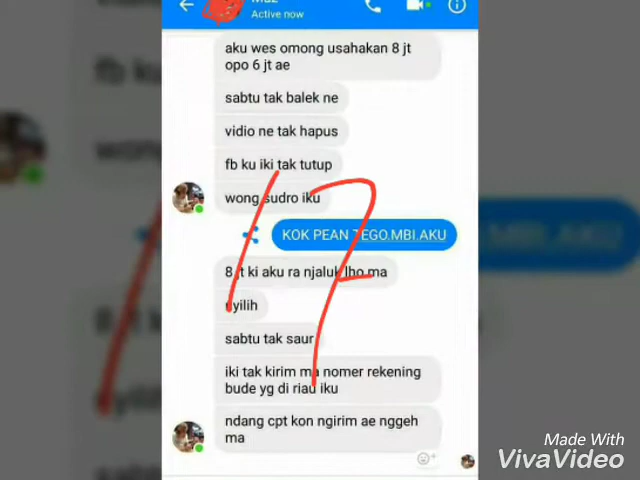 Active now
aku wes omong usahakan 8 jt
opo 6 jt ae
sabtu tak balek ne
vidio ne tak hapus
fb ku iki tak tutup
wong sudro iku
KOK PEAN TEGO.MBI.AKU
8 jt ki aku ra njaluk lho ma
nyilih
sabtu tak saur
iki tak kirim ma nomer rekening
bude yg di riau iku
ndang cpt kon ngirim ae nggeh
ma
17
Made With
VivaVideo